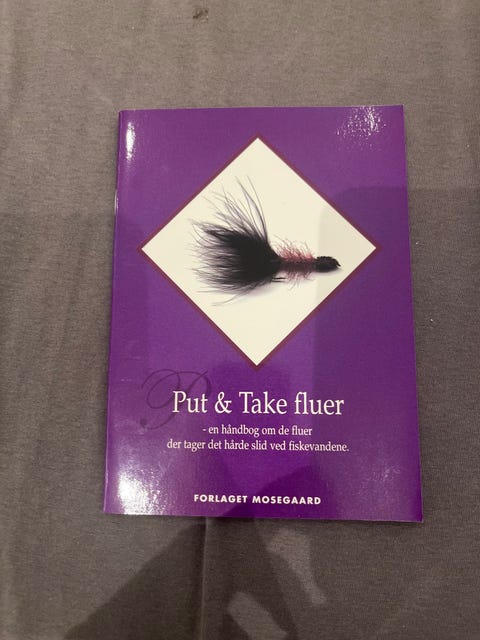 P
Put & Take fluer
- en håndbog om de fluer
der tager det hårde slid ved fiskevandene.
FORLAGET MOSEGAARD